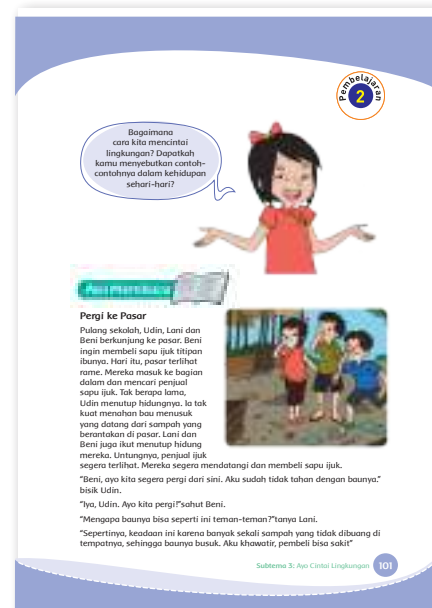 Pembelajaran
2
Bagaimana
cara kita mencintai
lingkungan? Dapatkah
kamu menyebutkan contoh-
contohnya dalam kehidupan
sehari-hari?
Ayo Membaca
Pergi ke Pasar
Pulang sekolah, Udin, Lani dan
Beni berkunjung ke pasar. Beni
ingin membeli sapu ijuk titipan
ibunya. Hari itu, pasar terlihat
rame. Mereka masuk ke bagian
dalam dan mencari penjual
sapu ijuk. Tak berapa lama,
Udin menutup hidungnya. Ia tak
kuat menahan bau menusuk
yang datang dari sampah yang
berantakan di pasar. Lani dan
Beni juga ikut menutup hidung
mereka. Untungnya, penjual ijuk
segera terlihat. Mereka segera mendatangi dan membeli sapu ijuk.
"Beni, ayo kita segera pergi dari sini. Aku sudah tidak tahan dengan baunya."
bisik Udin.
"Iya, Udin. Ayo kita pergi!"sahut Beni.
"Mengapa baunya bisa seperti ini teman-teman?"tanya Lani.
"Sepertinya, keadaan ini karena banyak sekali sampah yang tidak dibuang di
tempatnya, sehingga baunya busuk. Aku khawatir, pembeli bisa sakit"
Subtema 3: Ayo Cintai Lingkungan 101